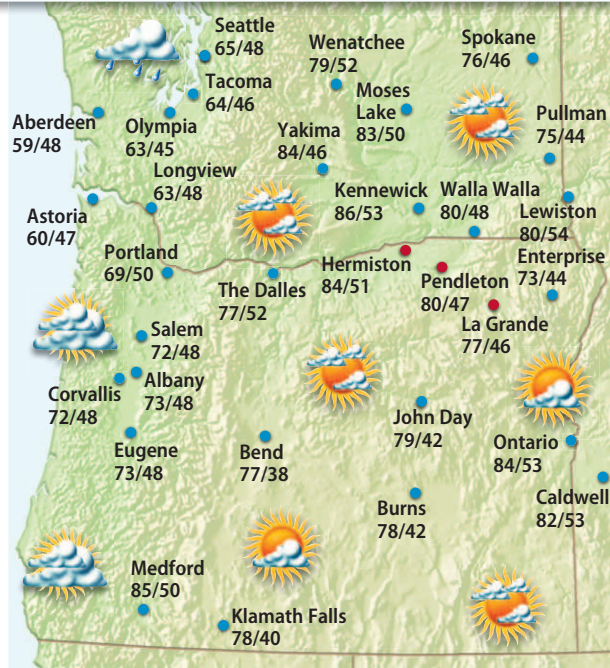 Seattle
65/48
Wenatchee
79/52
Spokane
76/46
Tacoma
64/46
Moses
Lake
83/50
Aberdeen
59/48
Olympia
63/45
Yakima
84/46
Pullman
75/44
Longview
63/48
Kennewick
86/53
Walla Walla
80/48
Lewiston
80/54
Astoria
60/47
Portland
69/50
The Dalles
77/52
Hermiston
84/51
Pendleton
80/47
Enterprise
73/44
La Grande
77/46
Salem
72/48
Albany
73/48
Corvallis
72/48
John Day
79/42
Eugene
73/48
Bend
77/38
Ontario
84/53
Burns
78/42
Caldwell
82/53
Medford
85/50
Klamath Falls
78/40